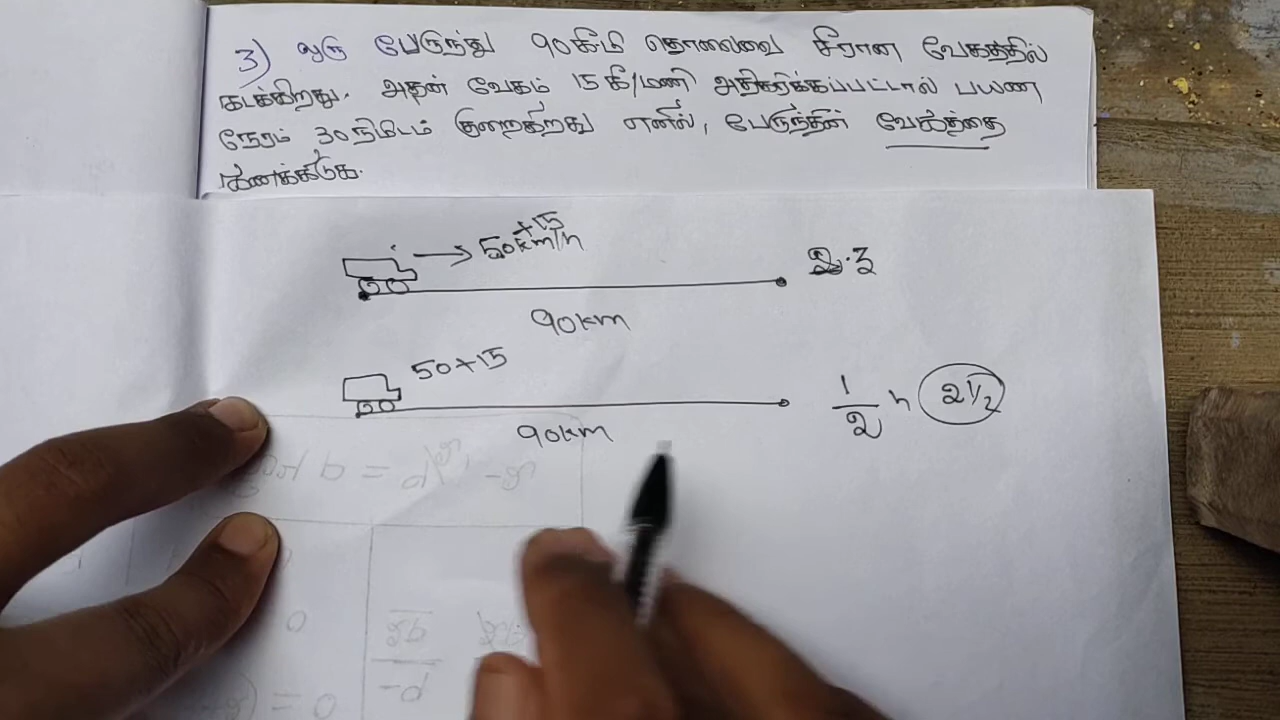 3) ஒரு பேருந்து 90கிமீ தொலைவை சீரான வேகத்தில்
கடக்கிறது. அதன் வேகம் 15 கீ/மணி அதிகரிக்கப்பட்டால் பயண
நேரம் 30நிமிடம் குறைகிறது எனில், பேருந்தின் வேகத்தை
கணக்கிடுக.
+15
50km/h
90km
50+15
1/2 h 2 1/2
90km